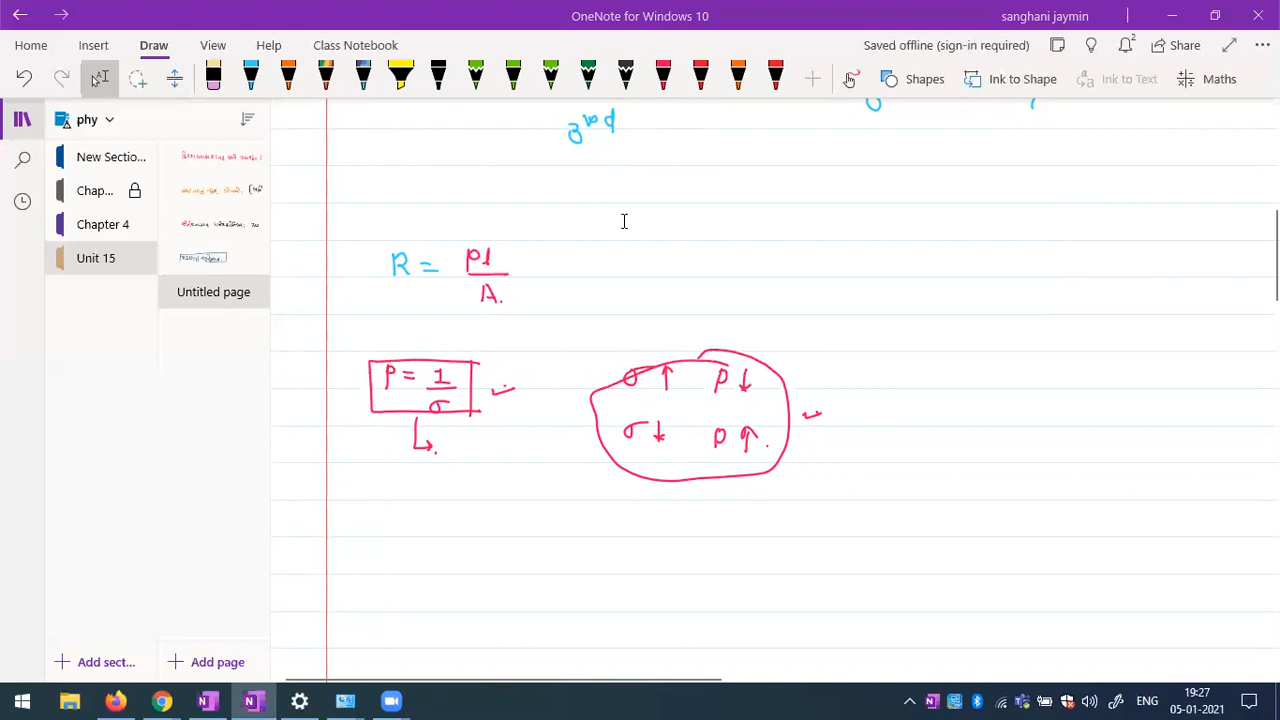 OneNote for Windows 10
sanghani jaymin
Home Insert Draw View Help Class Notebook
Saved offline (sign-in required) Share
Shapes Ink to Shape Ink to Text Maths
phy
New Sectio...
Chap...
Chapter 4
Unit 15
Untitled page
3rd
R = ρl
A.
ρ = 1
σ
σ ↑ ρ ↓
σ ↓ ρ ↑.
Add sect... Add page
ENG 19:27
05-01-2021